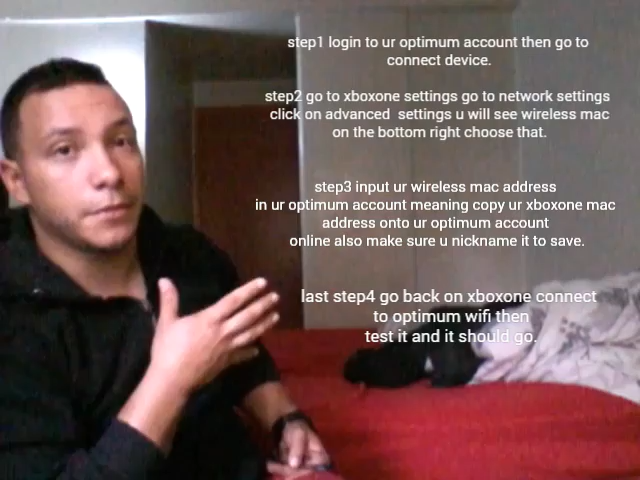 step1 login to ur optimum account then go to
connect device.
step2 go to xboxone settings go to network settings
click on advanced settings u will see wireless mac
on the bottom right choose that.
step3 input ur wireless mac address
in ur optimum account meaning copy ur xboxone mac
address onto ur optimum account
online also make sure u nickname it to save.
last step4 go back on xboxone connect
to optimum wifi then
test it and it should go.